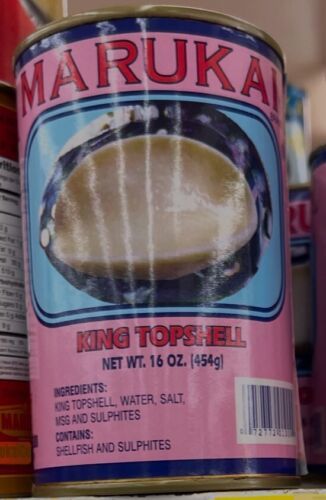 MARUKAI
KING TOPSHELL
NET WT. 16 OZ. (454g)
INGREDIENTS:
KING TOPSHELL, WATER, SALT,
MSG AND SULPHITES
CONTAINS:
SHELLFISH AND SULPHITES